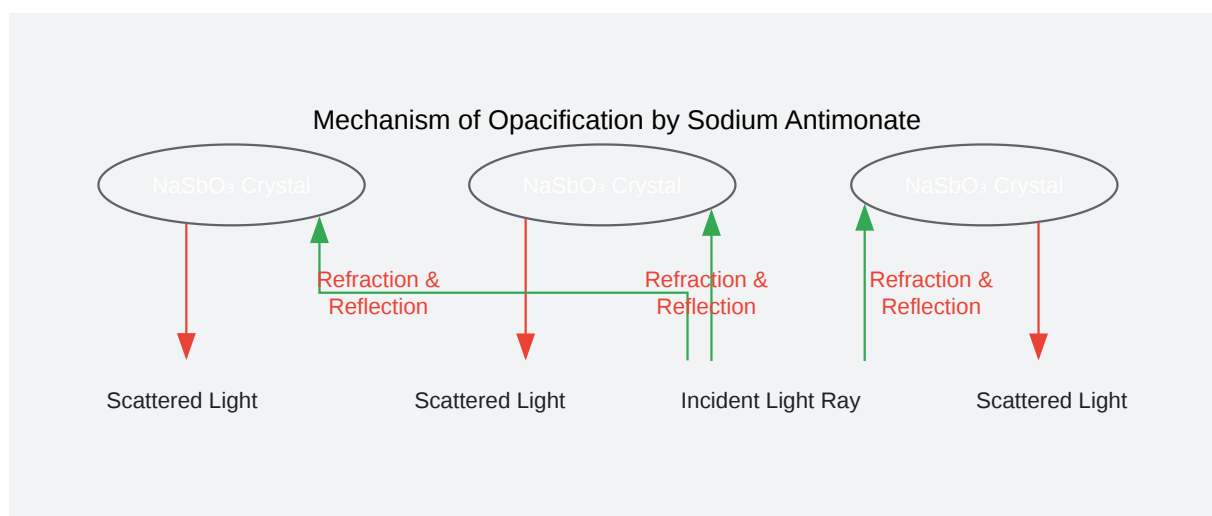 Mechanism of Opacification by Sodium Antimonate
NaSbO₃ Crystal
NaSbO₃ Crystal
NaSbO₃ Crystal
Refraction &
Reflection
Refraction &
Reflection
Refraction &
Reflection
Scattered Light
Scattered Light
Incident Light Ray
Scattered Light